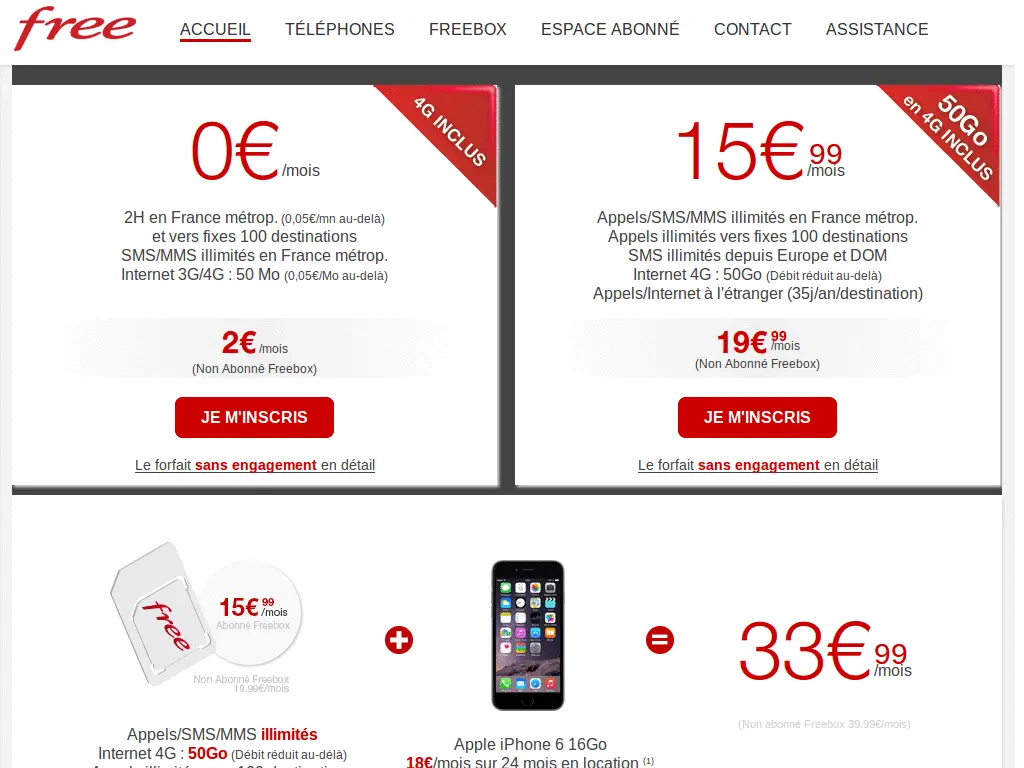 free ACCUEIL TÉLÉPHONES FREEBOX ESPACE ABONNÉ CONTACT ASSISTANCE
4G INCLUS
0€/mois
2H en France métrop. (0,05€/mn au-delà)
et vers fixes 100 destinations
SMS/MMS illimités en France métrop.
Internet 3G/4G : 50 Mo (0,05€/Mo au-delà)
2€/mois
(Non Abonné Freebox)
JE M'INSCRIS
Le forfait sans engagement en détail
50Go
en 4G INCLUS
15€99/mois
Appels/SMS/MMS illimités en France métrop.
Appels illimités vers fixes 100 destinations
SMS illimités depuis Europe et DOM
Internet 4G : 50Go (Débit réduit au-delà)
Appels/Internet à l'étranger (35j/an/destination)
19€99/mois
(Non Abonné Freebox)
JE M'INSCRIS
Le forfait sans engagement en détail
free
15€99/mois
Abonné Freebox
Non Abonné Freebox
19.99€/mois
Appels/SMS/MMS illimités
Internet 4G : 50Go (Débit réduit au-délà)
+
Apple iPhone 6 16Go
18€/mois sur 24 mois en location (1)
=
33€99/mois
(Non abonné Freebox 39.99€/mois)